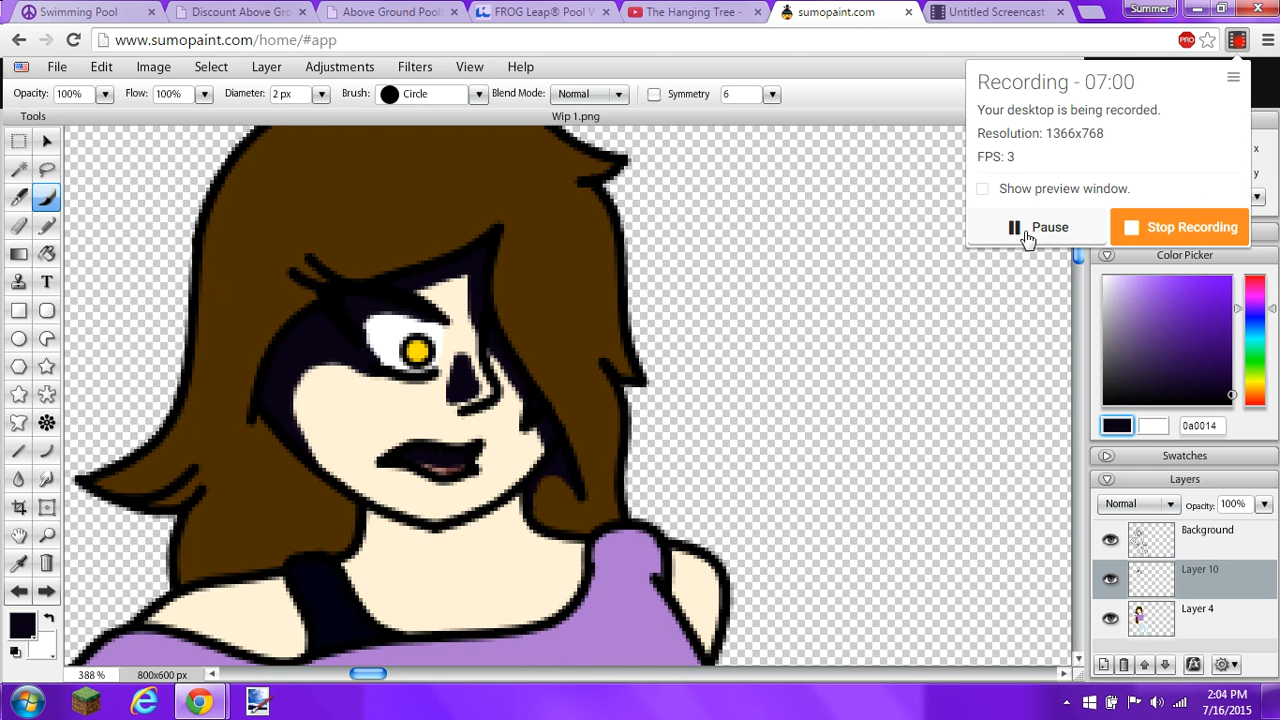 Swimming Pool
Discount Above Gro
Above Ground Pools
FROG Leap® Pool W
The Hanging Tree -
sumopaint.com
Untitled Screencast
Summer
www.sumopaint.com/home/#app
PRO
File Edit Image Select Layer Adjustments Filters View Help
Opacity: 100% Flow: 100% Diameter: 2 px Brush: Circle Blend Mode: Normal Symmetry 6
Tools
Wip 1.png
Recording - 07:00
Your desktop is being recorded.
Resolution: 1366x768
FPS: 3
Show preview window.
Pause
Stop Recording
x
y
Color Picker
0a0014
Swatches
Layers
Normal Opacity: 100%
Background
Layer 10
Layer 4
388 % 800x600 px
2:04 PM
7/16/2015